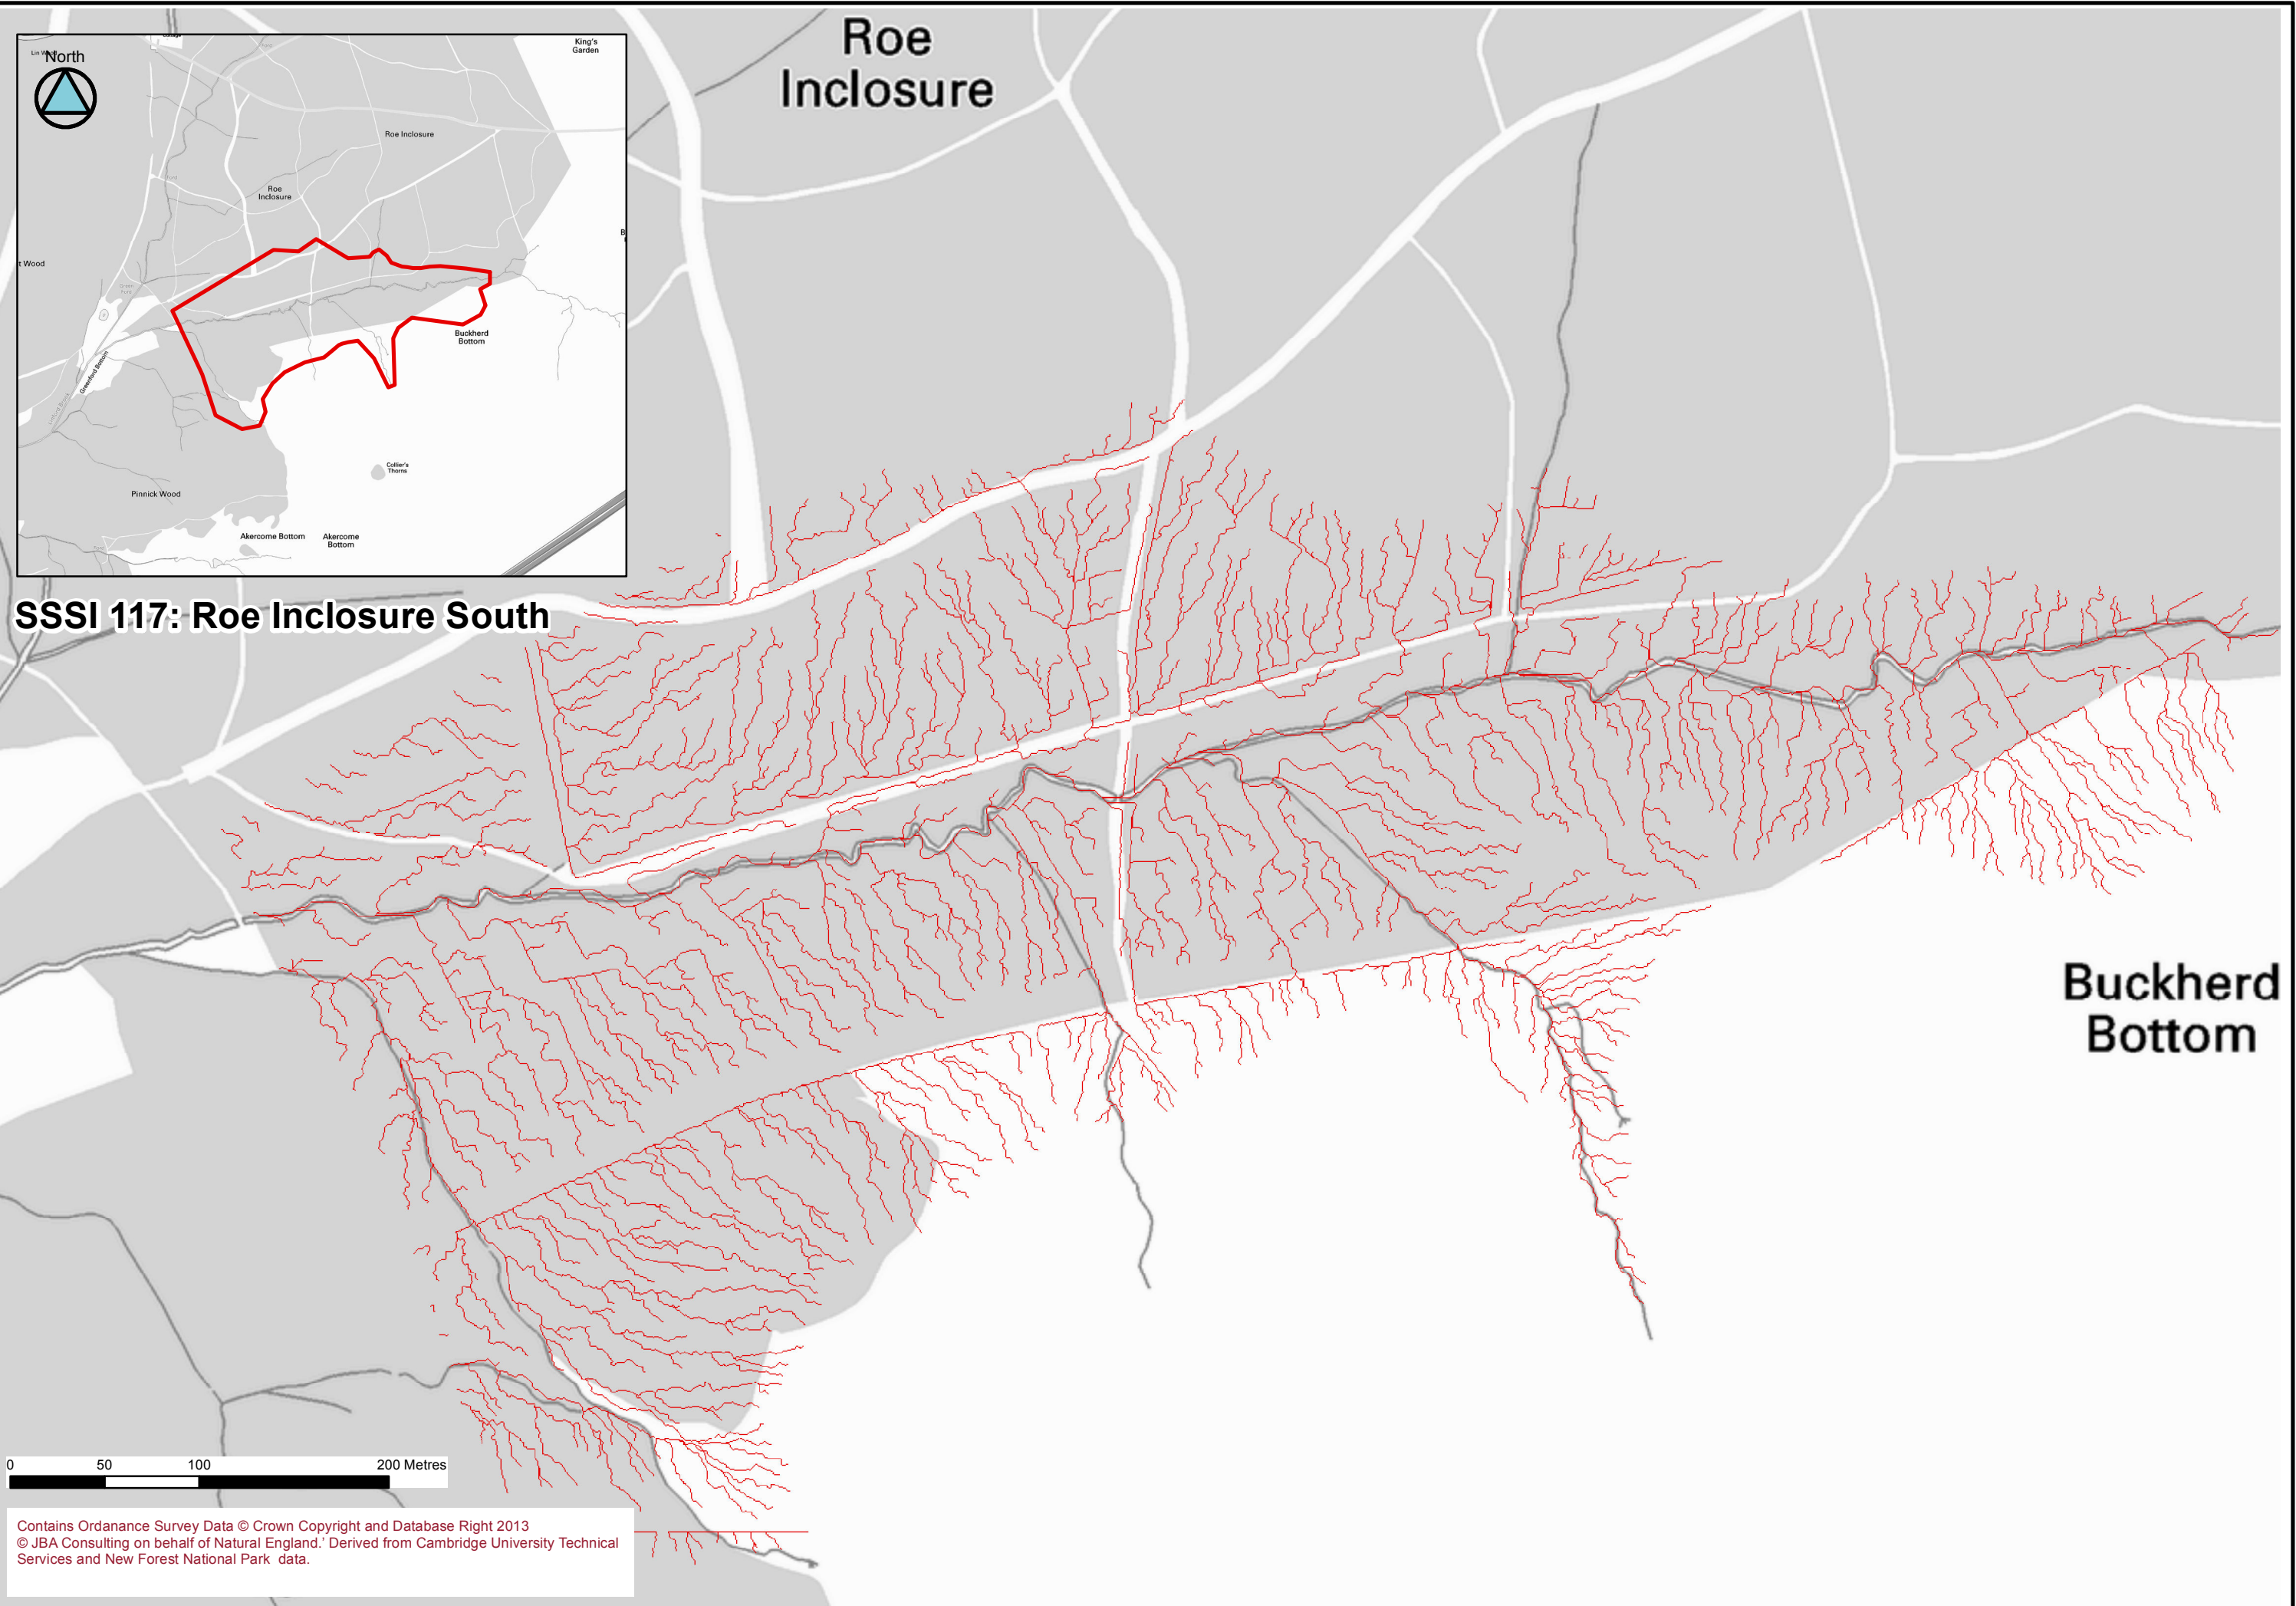 Roe
Inclosure
North
King's
Garden
Roe Inclosure
Roe
Inclosure
t Wood
Buckherd
Bottom
Greenford Bottom
Collier's
Thorns
Pinnick Wood
Akercome Bottom
Akercome
Bottom
SSSI 117: Roe Inclosure South
Buckherd
Bottom
0 50 100 200 Metres
Contains Ordanance Survey Data © Crown Copyright and Database Right 2013
© JBA Consulting on behalf of Natural England.' Derived from Cambridge University Technical
Services and New Forest National Park data.